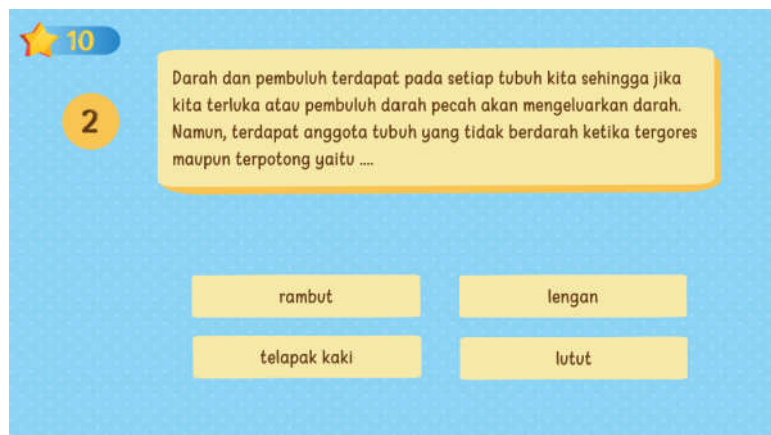 10
2
Darah dan pembuluh terdapat pada setiap tubuh kita sehingga jika
kita terluka atau pembuluh darah pecah akan mengeluarkan darah.
Namun, terdapat anggota tubuh yang tidak berdarah ketika tergores
maupun terpotong yaitu ....
rambut
lengan
telapak kaki
lutut